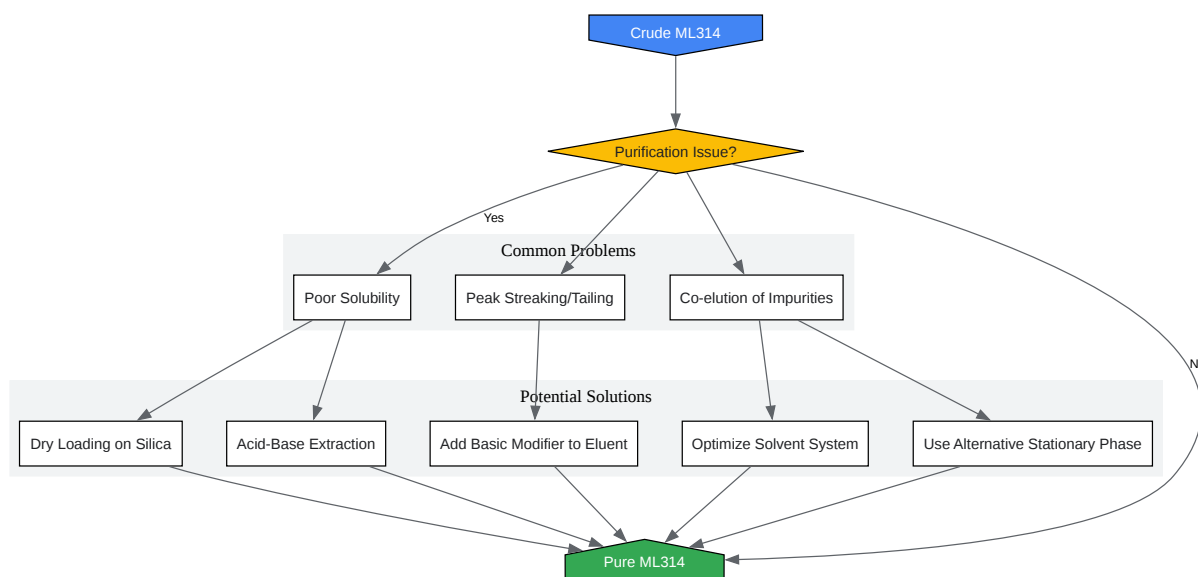 Crude ML314
Purification Issue?
Yes
Common Problems
Poor Solubility
Peak Streaking/Tailing
Co-elution of Impurities
N
Potential Solutions
Dry Loading on Silica
Acid-Base Extraction
Add Basic Modifier to Eluent
Optimize Solvent System
Use Alternative Stationary Phase
Pure ML314